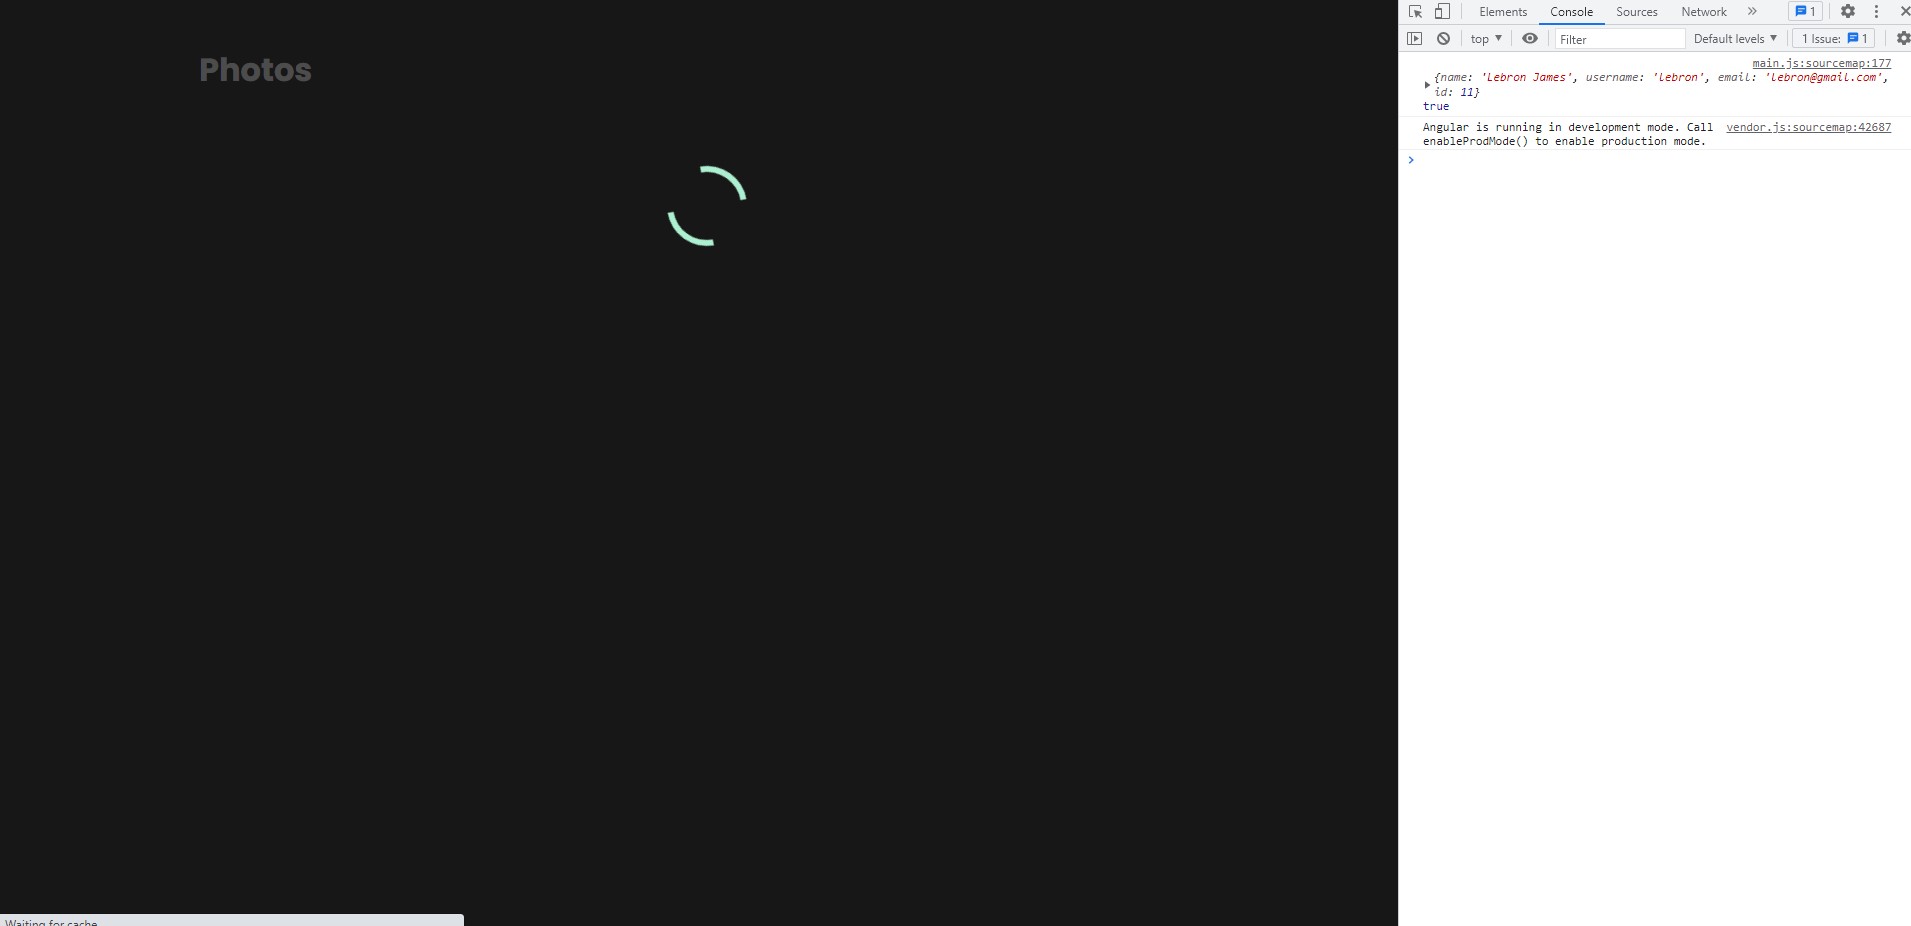 Photos
Elements Console Sources Network » 1
top Filter Default levels 1 Issue: 1
main.js:sourcemap:177
{name: 'Lebron James', username: 'lebron', email: 'lebron@gmail.com',
id: 11}
true
Angular is running in development mode. Call vendor.js:sourcemap:42687
enableProdMode() to enable production mode.
Waiting for cache